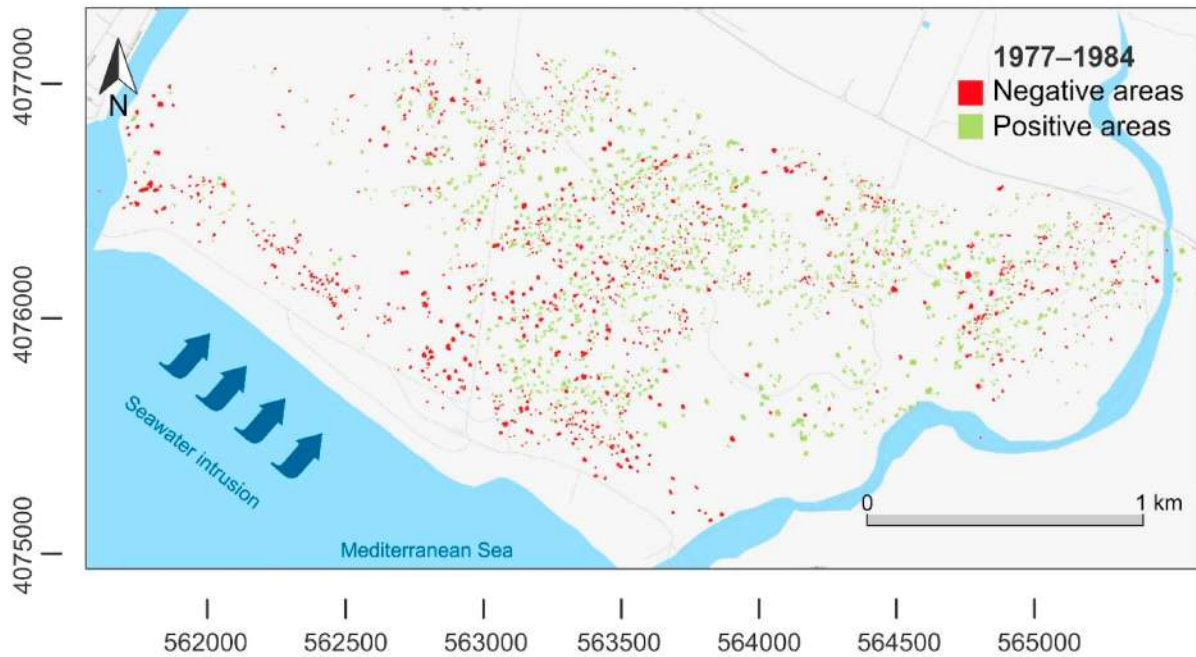 1977–1984
Negative areas
Positive areas
N
4077000
4076000
4075000
Seawater intrusion
Mediterranean Sea
0 1 km
562000 562500 563000 563500 564000 564500 565000